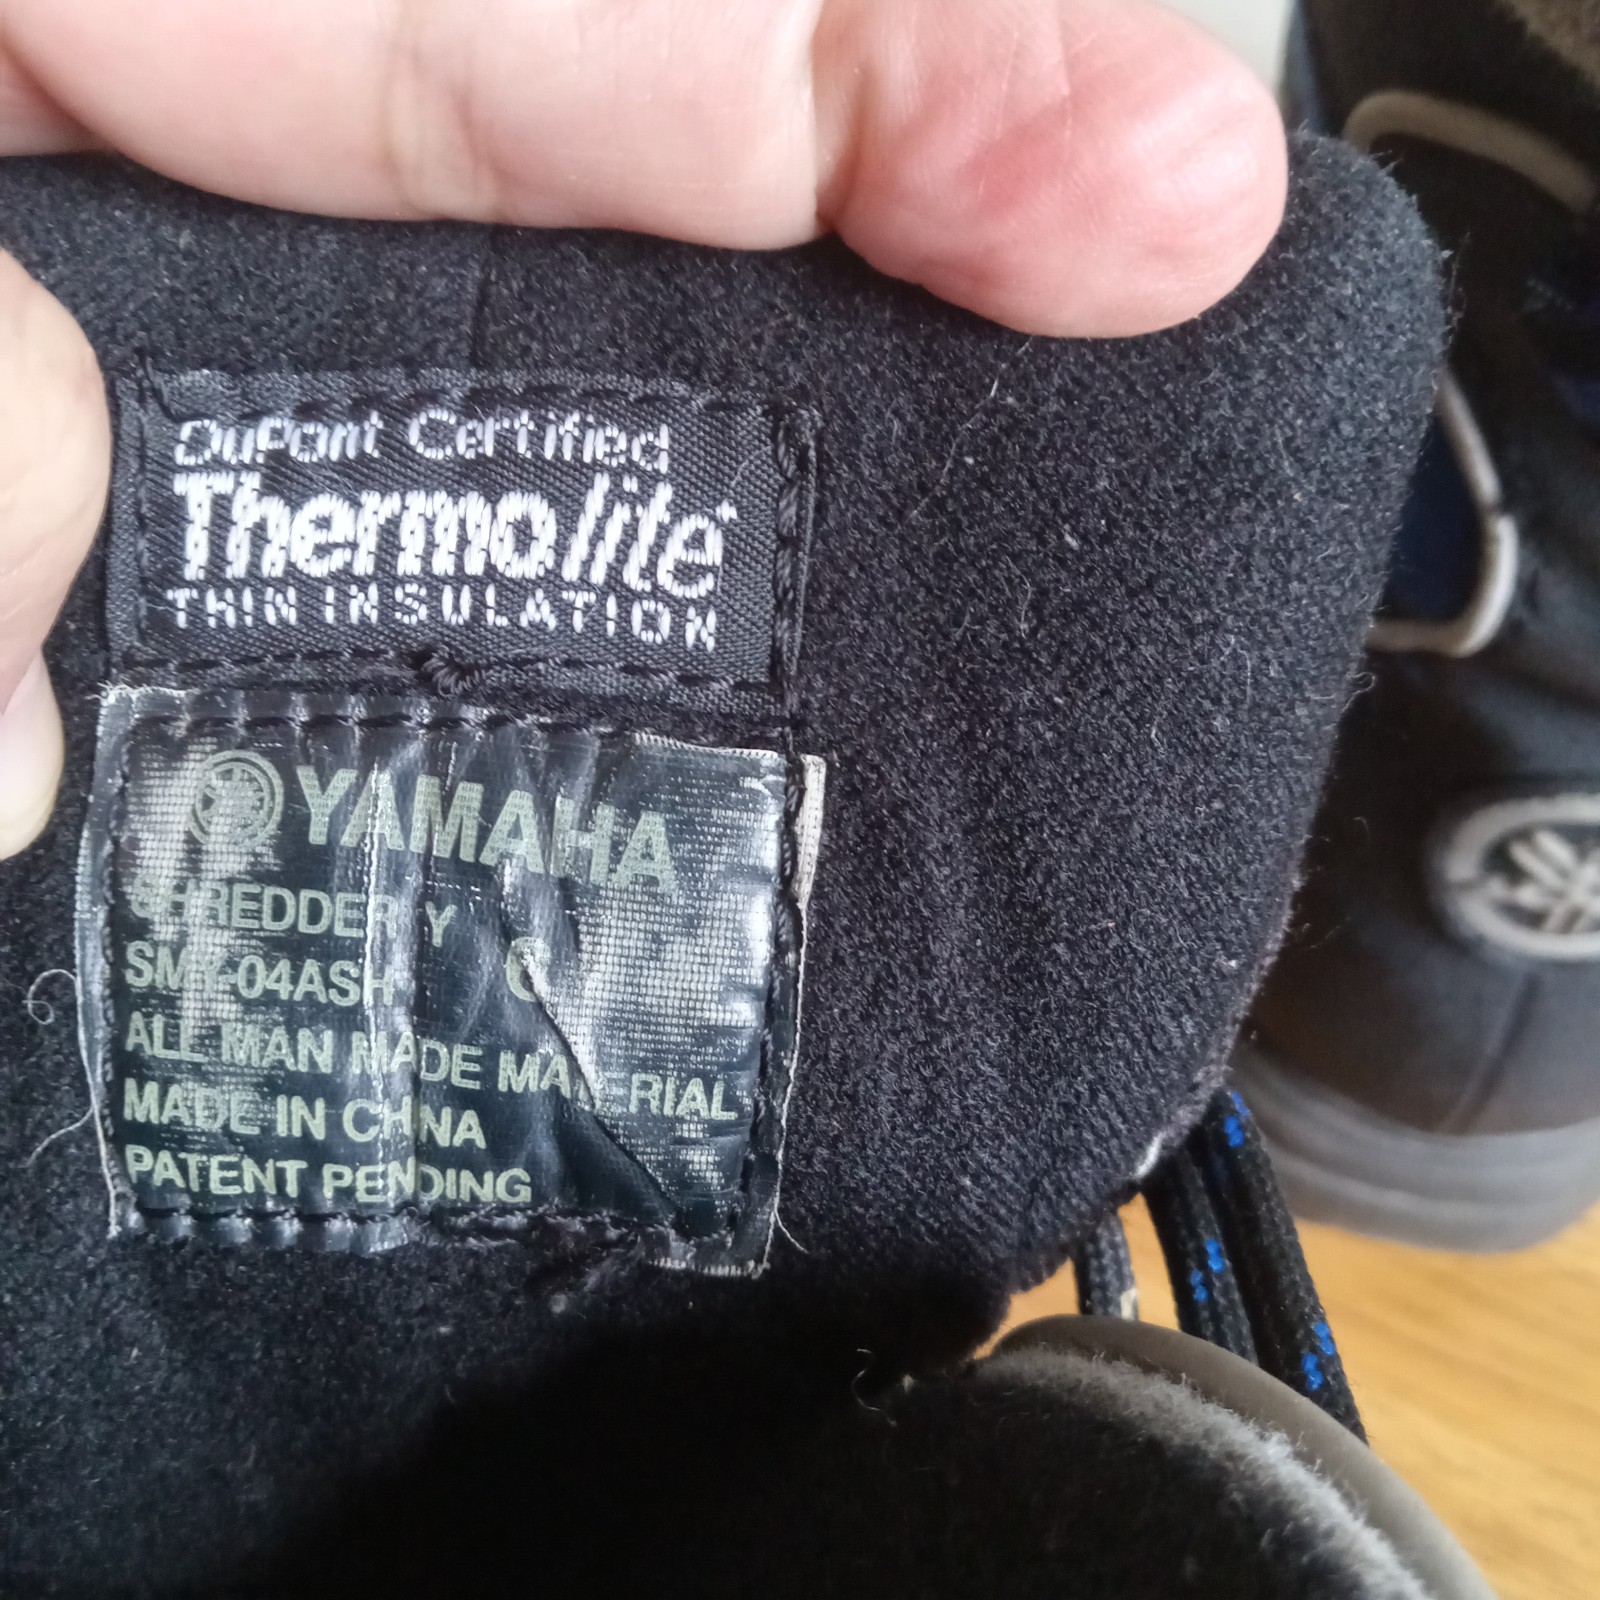 DuPont Certified
Thermolite
THIN INSULATION
YAMAHA
SHREDDER Y
SMY-04ASH
ALL MAN MADE MATERIAL
MADE IN CHINA
PATENT PENDING